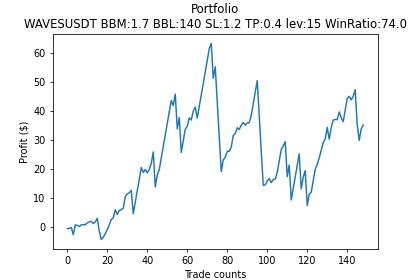 Portfolio
WAVESUSDT BBM:1.7 BBL:140 SL:1.2 TP:0.4 lev:15 WinRatio:74.0
60
50
40
30
20
10
0
Profit ($)
0 20 40 60 80 100 120 140
Trade counts